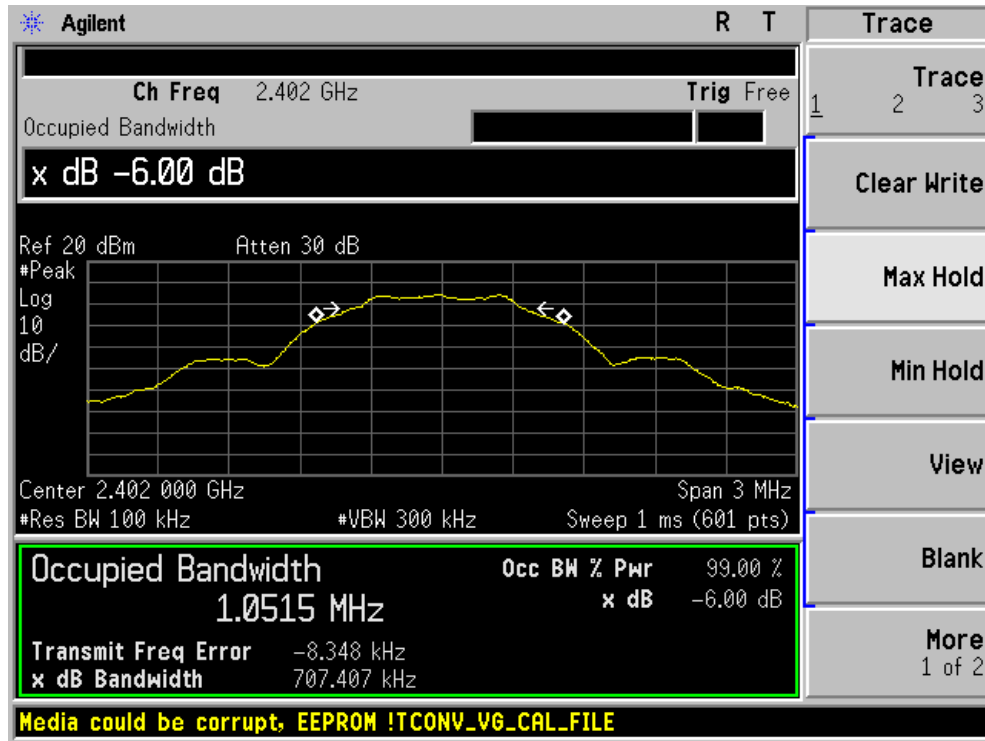 Agilent R T Trace
Ch Freq 2.402 GHz Trig Free
Occupied Bandwidth
x dB -6.00 dB
Ref 20 dBm Atten 30 dB
#Peak
Log
10
dB/
Center 2.402 000 GHz Span 3 MHz
#Res BW 100 kHz #VBW 300 kHz Sweep 1 ms (601 pts)
Occupied Bandwidth
1.0515 MHz
Occ BW % Pwr 99.00 %
x dB -6.00 dB
Transmit Freq Error -8.348 kHz
x dB Bandwidth 707.407 kHz
Media could be corrupt, EEPROM !TCONV_VG_CAL_FILE
Trace
1 2 3
Clear Write
Max Hold
Min Hold
View
Blank
More
1 of 2